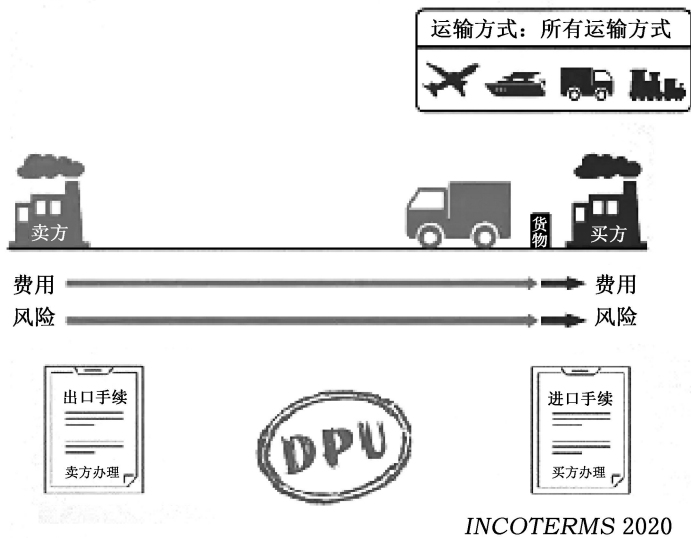 运输方式：所有运输方式
卖方
货物
买方
费用
费用
风险
风险
出口手续
卖方办理
DPU
进口手续
买方办理
INCOTERMS 2020